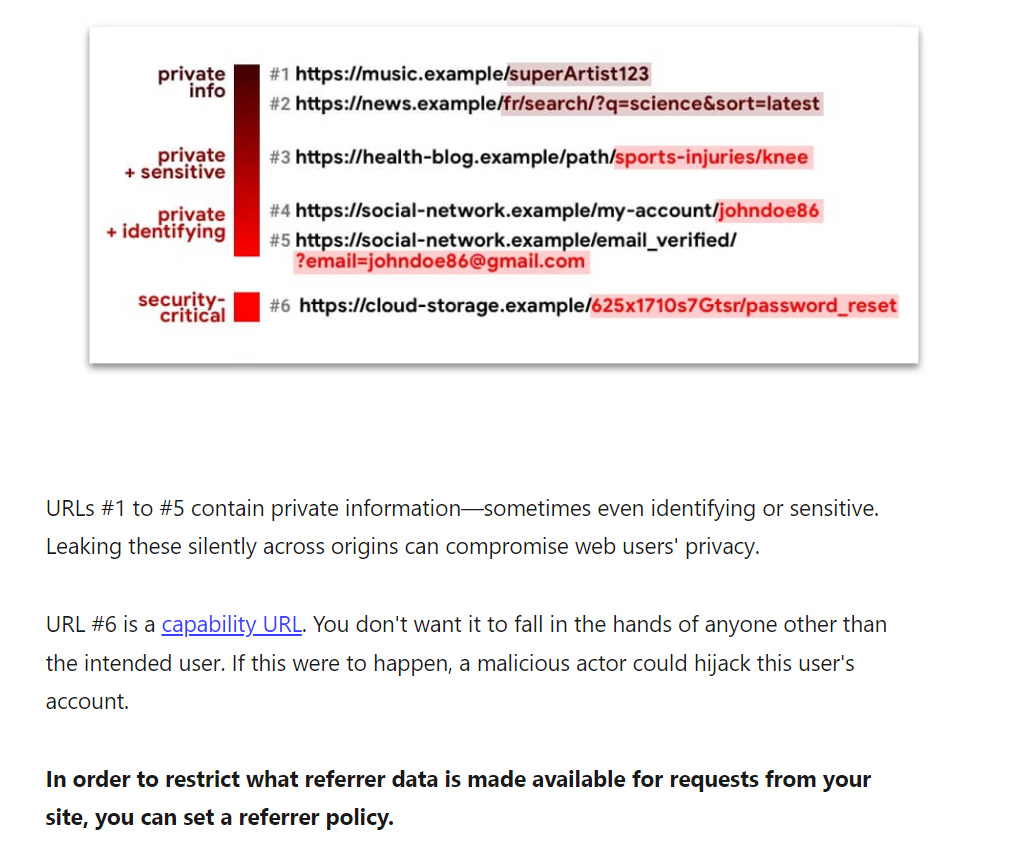 private
info
#1 https://music.example/superArtist123
#2 https://news.example/fr/search/?q=science&sort=latest
private
+ sensitive
#3 https://health-blog.example/path/sports-injuries/knee
private
+ identifying
#4 https://social-network.example/my-account/johndoe86
#5 https://social-network.example/email_verified/
?email=johndoe86@gmail.com
security-
critical
#6 https://cloud-storage.example/625x1710s7Gtsr/password_reset
URLs #1 to #5 contain private information—sometimes even identifying or sensitive.
Leaking these silently across origins can compromise web users' privacy.
URL #6 is a capability URL. You don't want it to fall in the hands of anyone other than
the intended user. If this were to happen, a malicious actor could hijack this user's
account.
In order to restrict what referrer data is made available for requests from your
site, you can set a referrer policy.